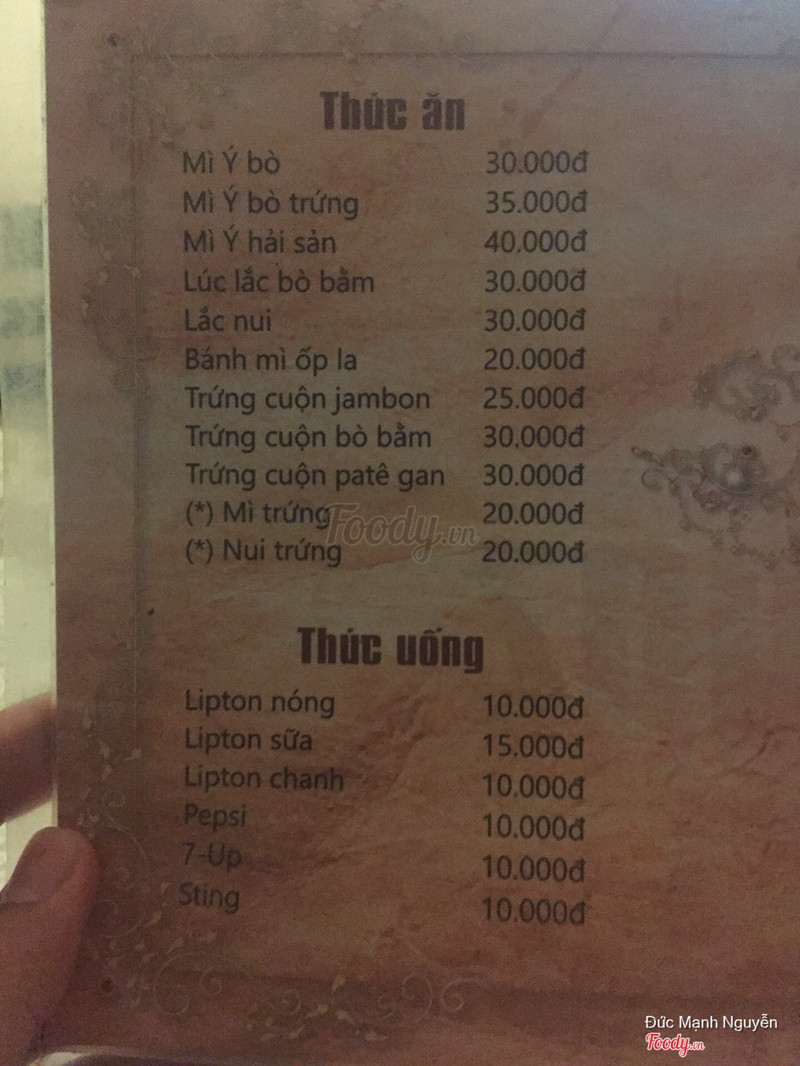 Thúc ăn
Mì Ý bò 30.000đ
Mì Ý bò trứng 35.000đ
Mì Ý hải sản 40.000đ
Lúc lắc bò bằm 30.000đ
Lắc nui 30.000đ
Bánh mì ốp la 20.000đ
Trứng cuộn jambon 25.000đ
Trứng cuộn bò bằm 30.000đ
Trứng cuộn patê gan 30.000đ
(*) Mì trứng 20.000đ
(*) Nui trứng 20.000đ
Foody.vn
Thúc uống
Lipton nóng 10.000đ
Lipton sữa 15.000đ
Lipton chanh 10.000đ
Pepsi 10.000đ
7-Up 10.000đ
Sting 10.000đ
Đức Mạnh Nguyễn
Foody.vn